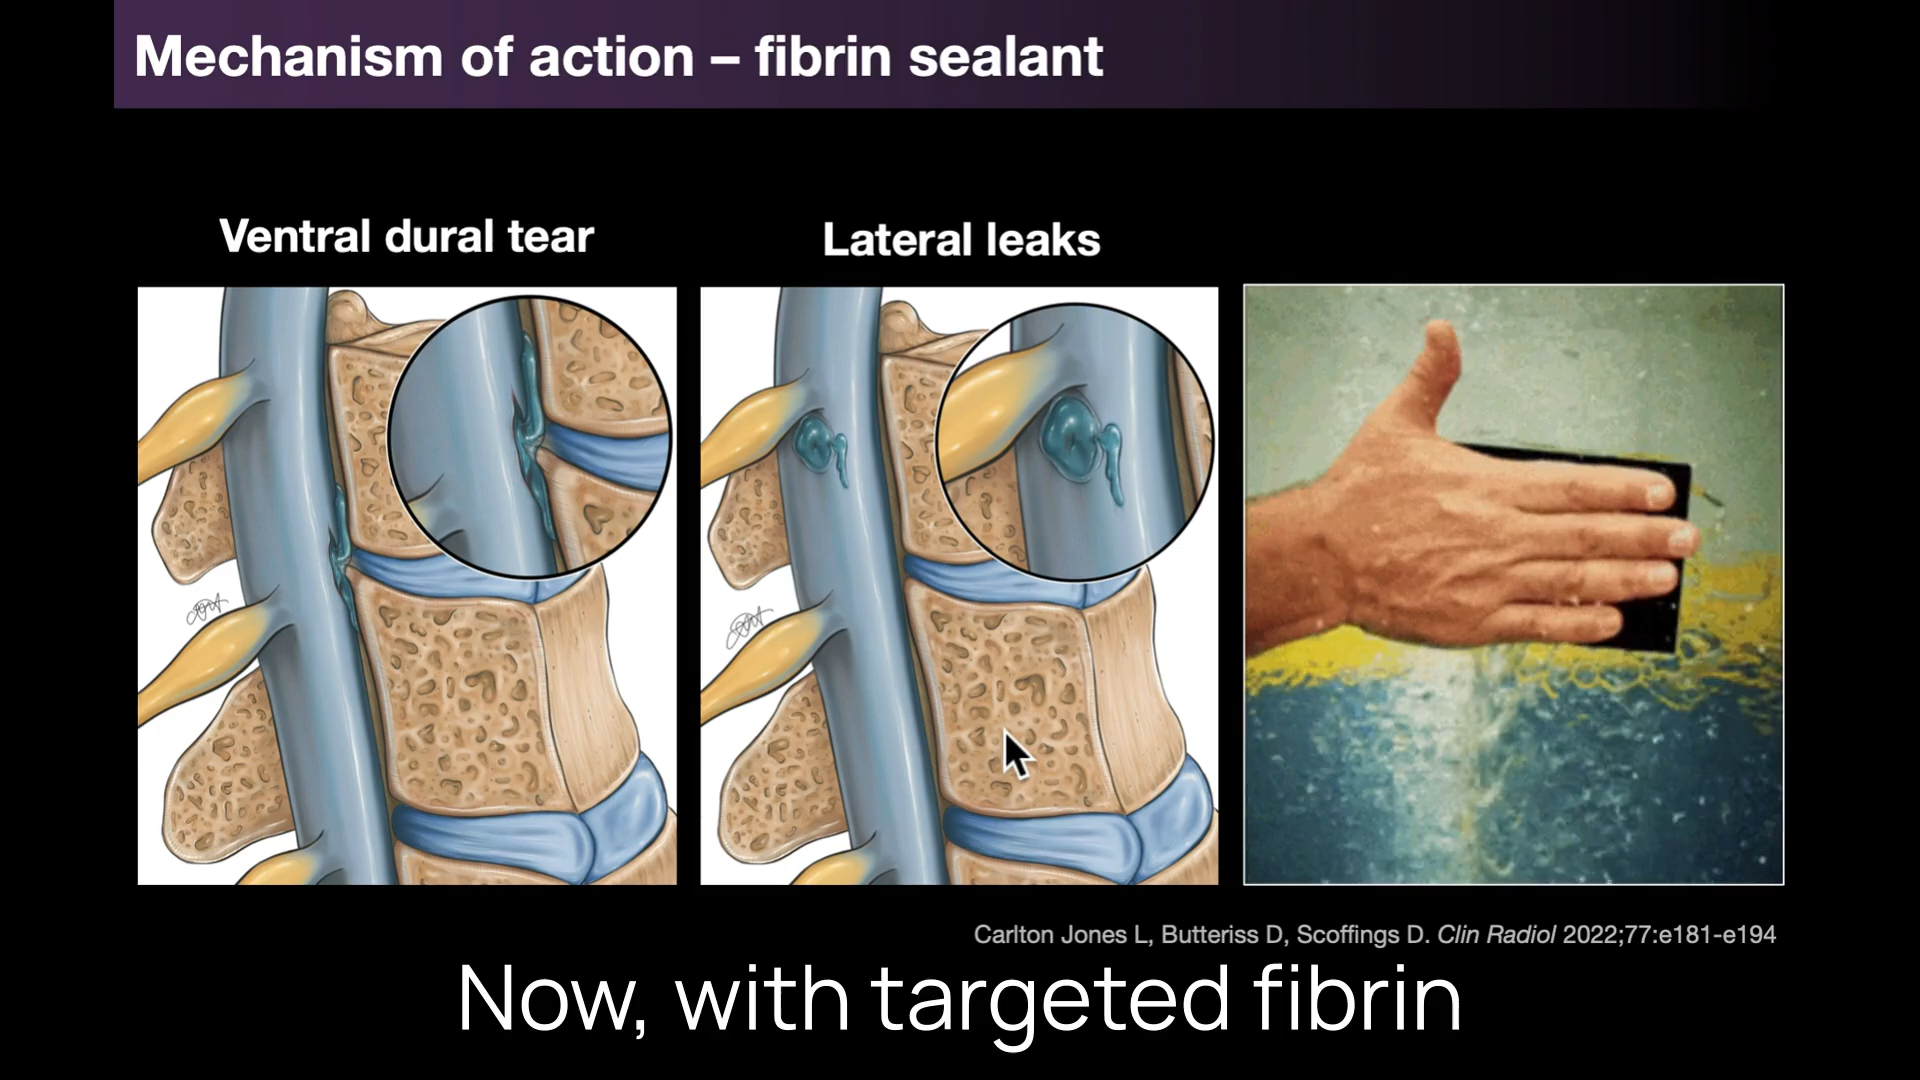 Mechanism of action – fibrin sealant
Ventral dural tear
Lateral leaks
Carlton Jones L, Butteriss D, Scoffings D. Clin Radiol 2022;77:e181-e194
Now, with targeted fibrin